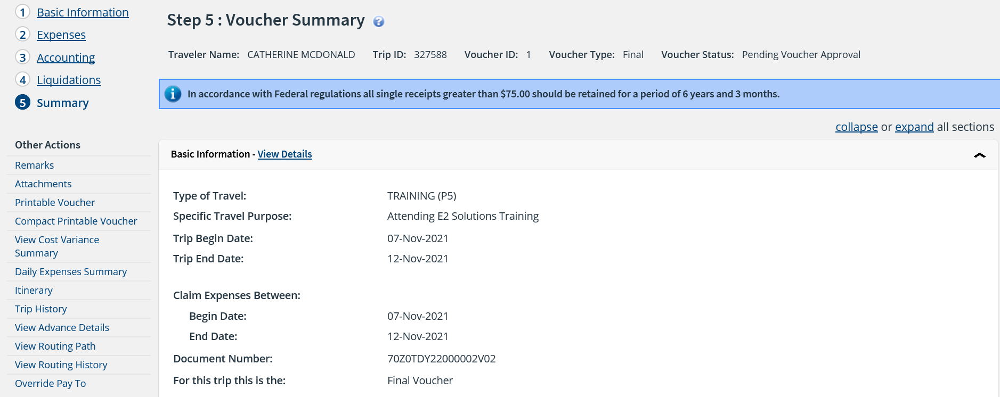 1 Basic Information
2 Expenses
3 Accounting
4 Liquidations
5 Summary
Other Actions
Remarks
Attachments
Printable Voucher
Compact Printable Voucher
View Cost Variance
Summary
Daily Expenses Summary
Itinerary
Trip History
View Advance Details
View Routing Path
View Routing History
Override Pay To
Step 5 : Voucher Summary ?
Traveler Name: CATHERINE MCDONALD Trip ID: 327588 Voucher ID: 1 Voucher Type: Final Voucher Status: Pending Voucher Approval
i In accordance with Federal regulations all single receipts greater than $75.00 should be retained for a period of 6 years and 3 months.
collapse or expand all sections
Basic Information - View Details
Type of Travel: TRAINING (P5)
Specific Travel Purpose: Attending E2 Solutions Training
Trip Begin Date: 07-Nov-2021
Trip End Date: 12-Nov-2021
Claim Expenses Between:
Begin Date: 07-Nov-2021
End Date: 12-Nov-2021
Document Number: 70Z0TDY22000002V02
For this trip this is the: Final Voucher